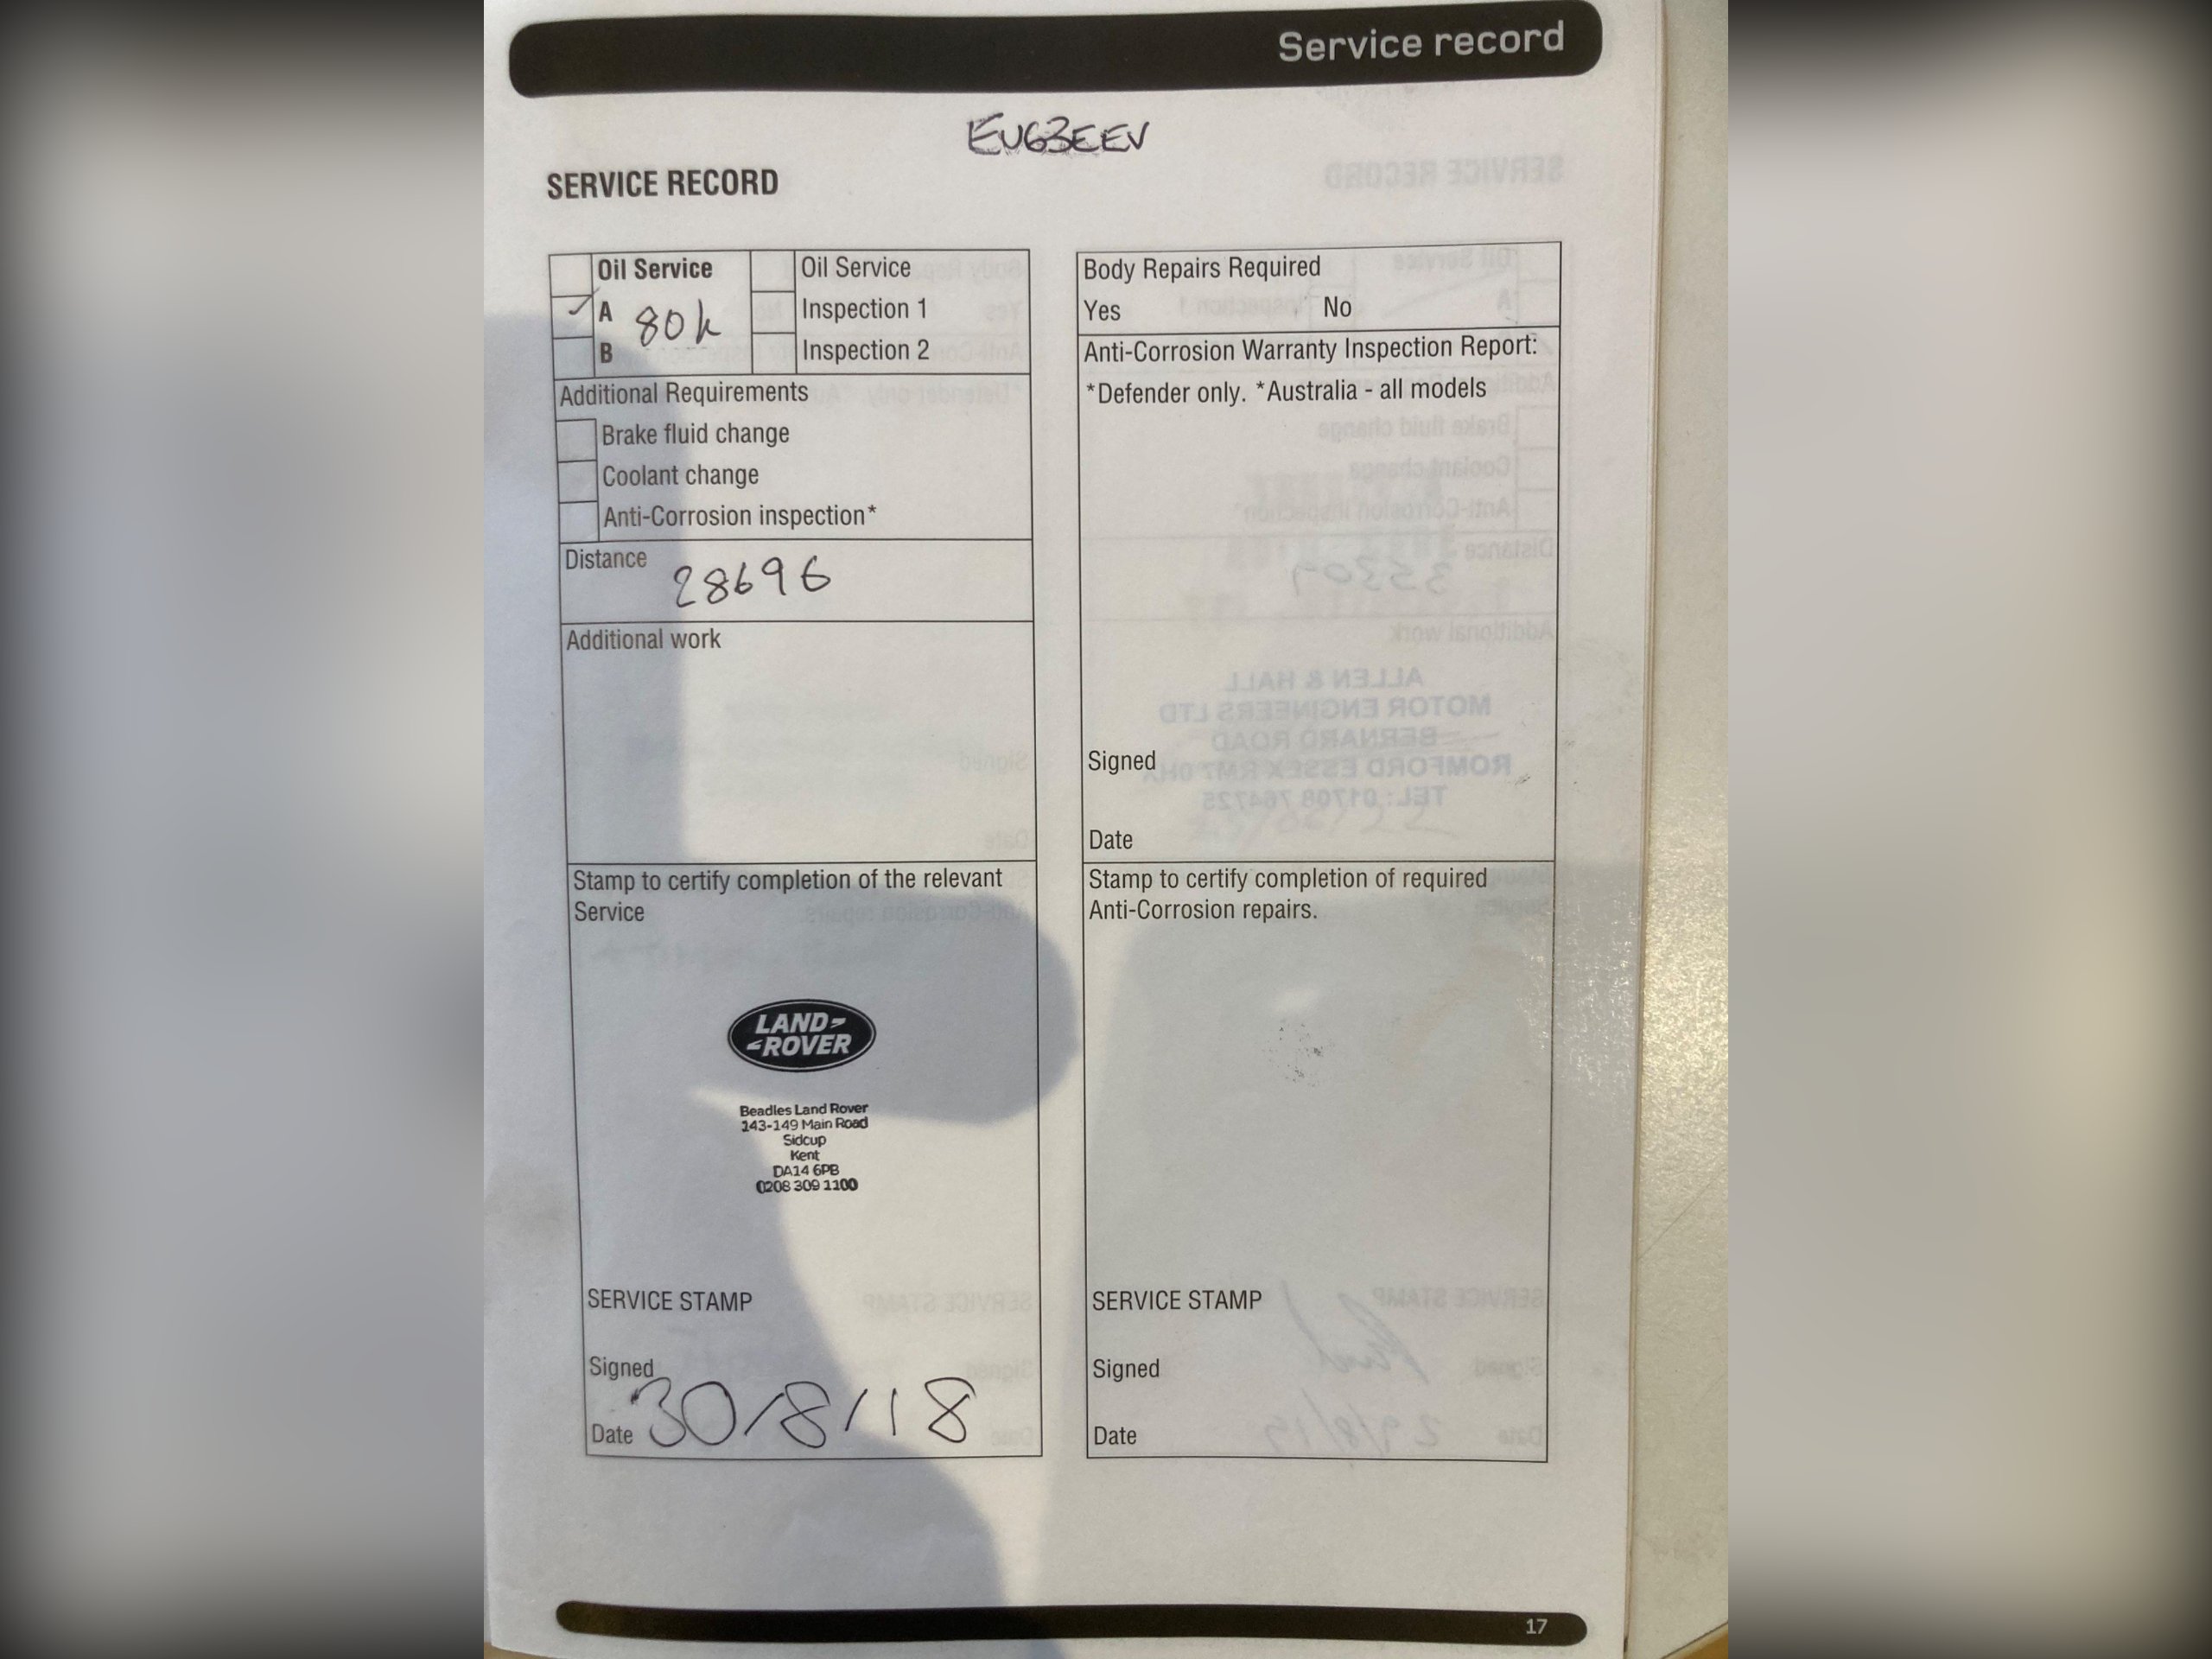 Service record
EU63EEV
SERVICE RECORD
Oil Service
A 80k
B
Oil Service
Inspection 1
Inspection 2
Additional Requirements
Brake fluid change
Coolant change
Anti-Corrosion inspection*
Distance 28696
Additional work
Stamp to certify completion of the relevant
Service
LAND-
-ROVER
Beadles Land Rover
143-149 Main Road
Sidcup
Kent
DA14 6PB
0208 309 1100
SERVICE STAMP
Signed
Date 30/8/18
Body Repairs Required
Yes No
Anti-Corrosion Warranty Inspection Report:
*Defender only. *Australia - all models
Signed
Date
Stamp to certify completion of required
Anti-Corrosion repairs.
SERVICE STAMP
Signed
Date
17